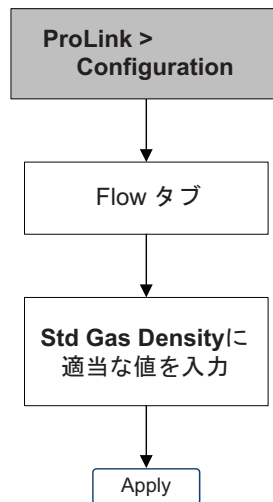 ProLink >
Configuration
Flow タブ
Std Gas Densityに
適当な値を入力
Apply